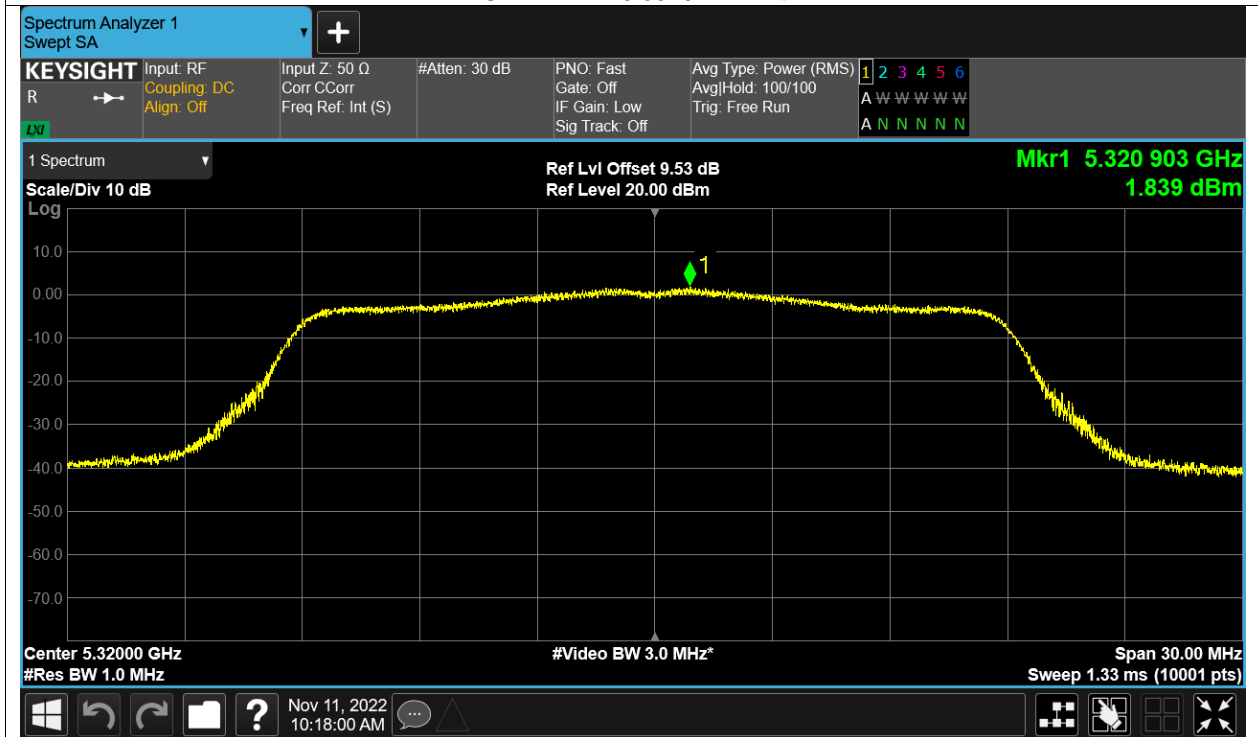 Spectrum Analyzer 1
Swept SA
+
KEYSIGHT
R
LXI
Input: RF
Coupling: DC
Align: Off
Input Z: 50 Ω
Corr CCorr
Freq Ref: Int (S)
#Atten: 30 dB
PNO: Fast
Gate: Off
IF Gain: Low
Sig Track: Off
Avg Type: Power (RMS)
Avg|Hold: 100/100
Trig: Free Run
1 2 3 4 5 6
A W W W W W
A N N N N N
1 Spectrum
Scale/Div 10 dB
Log
Ref Lvl Offset 9.53 dB
Ref Level 20.00 dBm
Mkr1 5.320 903 GHz
1.839 dBm
10.0
0.00
-10.0
-20.0
-30.0
-40.0
-50.0
-60.0
-70.0
1
Center 5.32000 GHz
#Res BW 1.0 MHz
#Video BW 3.0 MHz*
Span 30.00 MHz
Sweep 1.33 ms (10001 pts)
?
Nov 11, 2022
10:18:00 AM